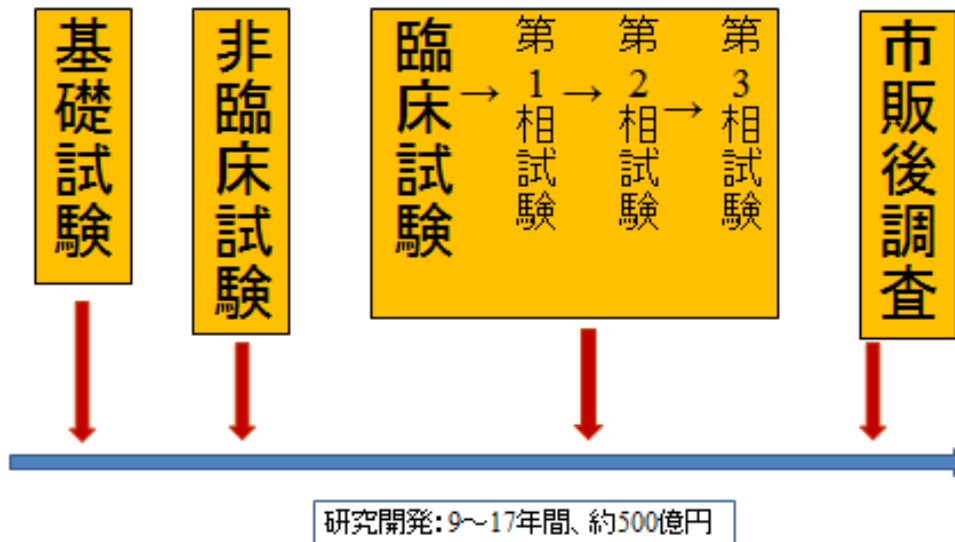 基礎試験
非臨床試験
臨床試験
→
第1相試験
→
第2相試験
→
第3相試験
市販後調査
研究開発：9～17年間、約500億円